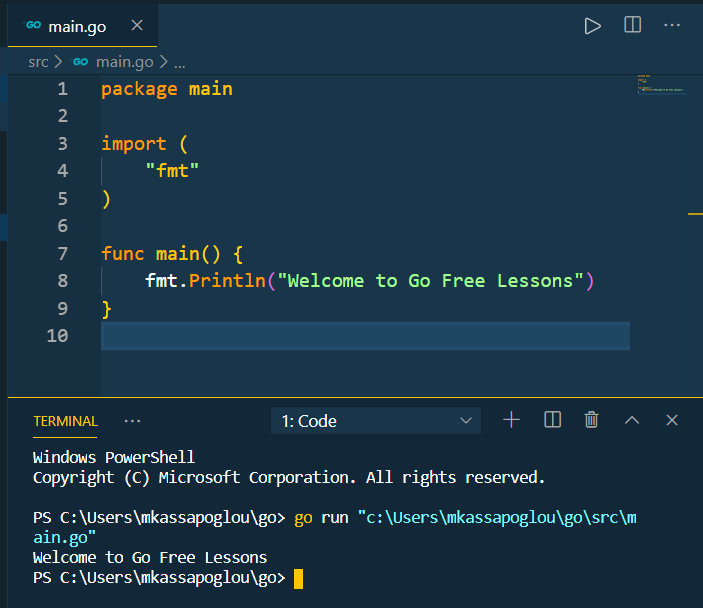 GO main.go
src > GO main.go > ...
1 package main
2
3 import (
4     "fmt"
5 )
6
7 func main() {
8     fmt.Println("Welcome to Go Free Lessons")
9 }
10
TERMINAL ... 1: Code
Windows PowerShell
Copyright (C) Microsoft Corporation. All rights reserved.
PS C:\Users\mkassapoglou\go> go run "c:\Users\mkassapoglou\go\src\m
ain.go"
Welcome to Go Free Lessons
PS C:\Users\mkassapoglou\go>